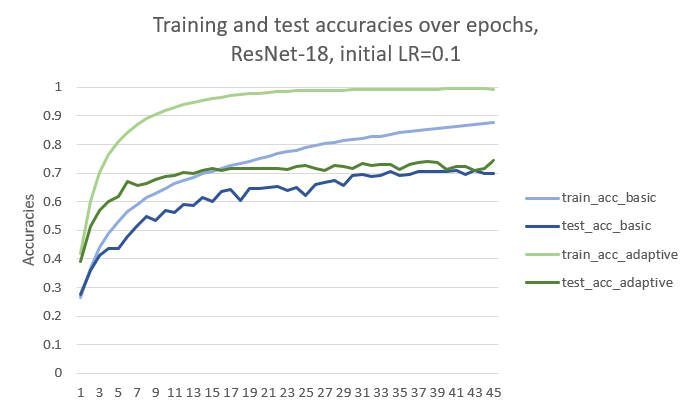 Training and test accuracies over epochs,
ResNet-18, initial LR=0.1
Accuracies
1
0.9
0.8
0.7
0.6
0.5
0.4
0.3
0.2
0.1
0
1 3 5 7 9 11 13 15 17 19 21 23 25 27 29 31 33 35 37 39 41 43 45
train_acc_basic
test_acc_basic
train_acc_adaptive
test_acc_adaptive